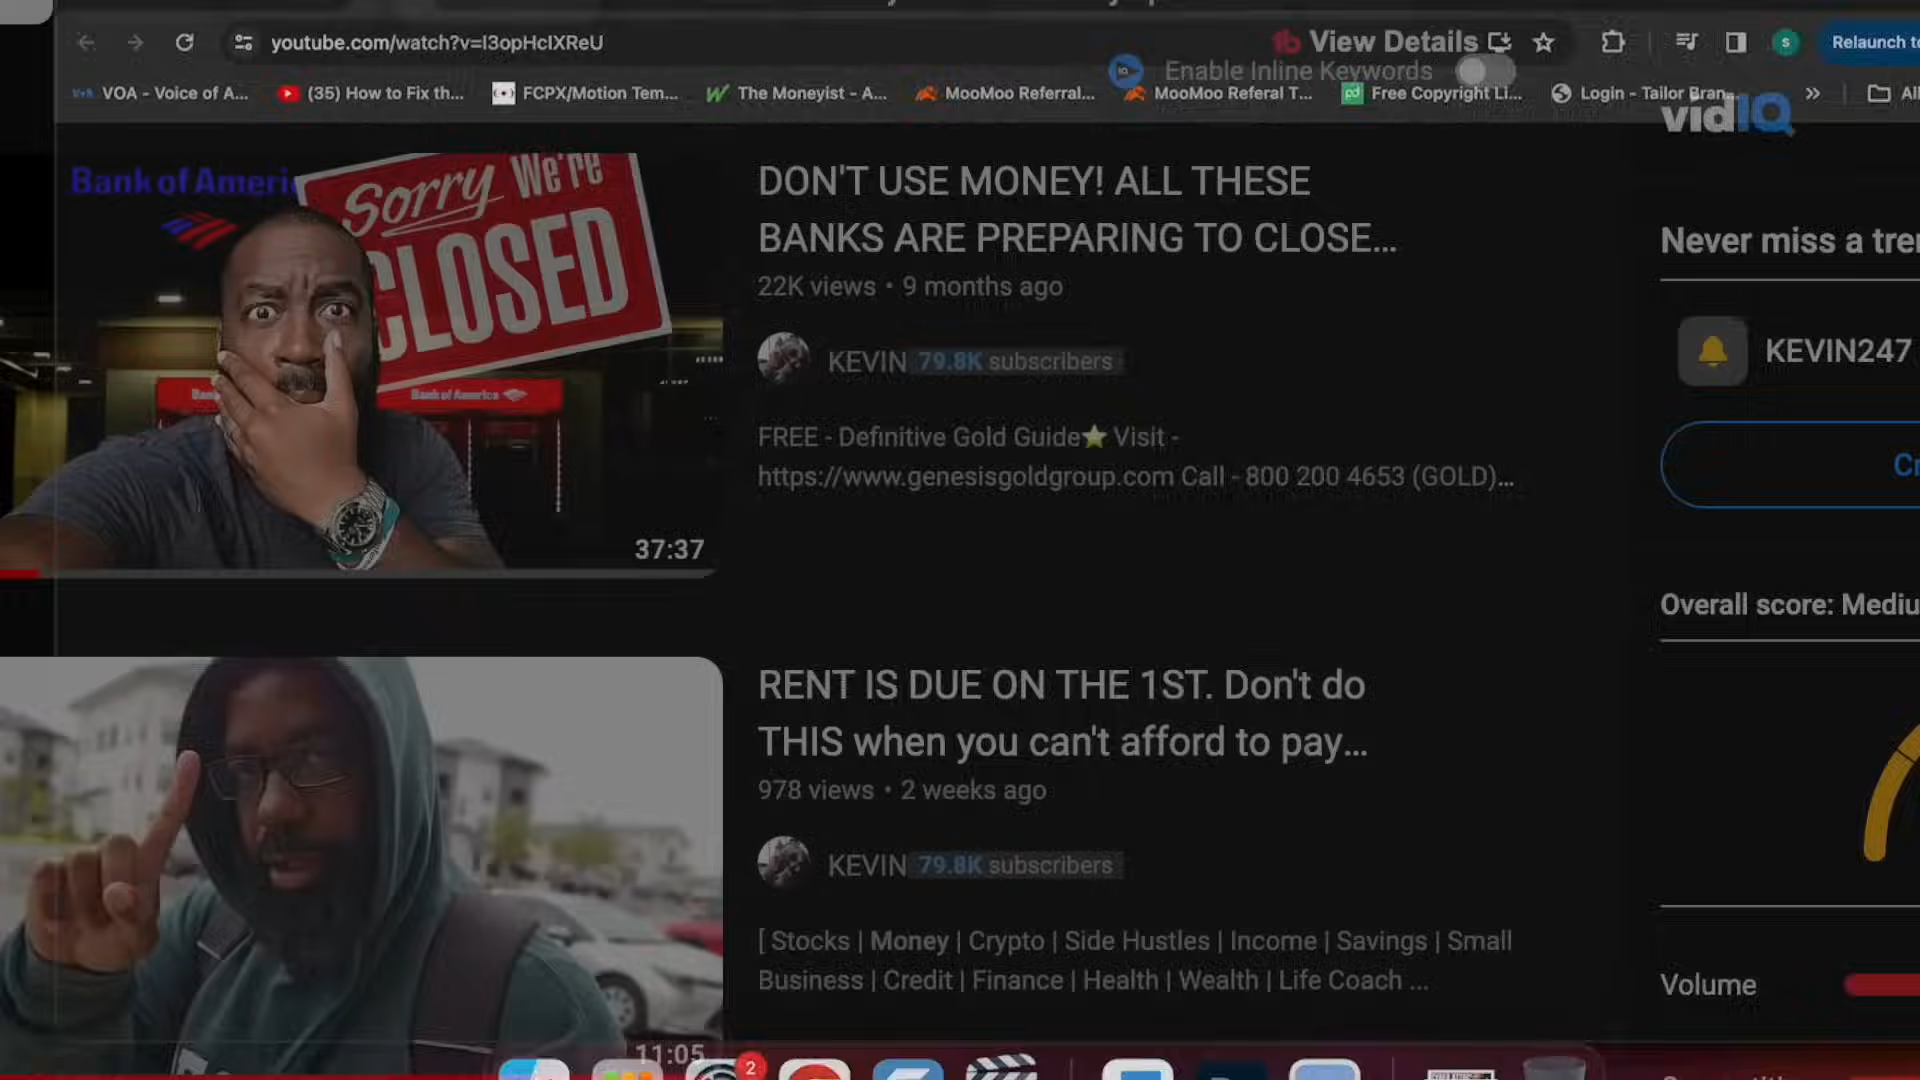 youtube.com/watch?v=I3opHcIXReU
View Details
Relaunch to
Enable Inline Keywords
VOA - Voice of A...
(35) How to Fix th...
FCPX/Motion Tem...
The Moneyist - A...
MooMoo Referral...
MooMoo Referal T...
Free Copyright Li...
Login - Tailor Bran...
vidIQ
Bank of Ameri
Sorry We're
CLOSED
Bank of America
37:37
DON'T USE MONEY! ALL THESE
BANKS ARE PREPARING TO CLOSE...
22K views • 9 months ago
KEVIN 79.8K subscribers
FREE - Definitive Gold Guide⭐ Visit -
https://www.genesisgoldgroup.com Call - 800 200 4653 (GOLD)...
Never miss a tre
KEVIN247
Cr
Overall score: Mediu
Volume
RENT IS DUE ON THE 1ST. Don't do
THIS when you can't afford to pay...
978 views • 2 weeks ago
KEVIN 79.8K subscribers
[ Stocks | Money | Crypto | Side Hustles | Income | Savings | Small
Business | Credit | Finance | Health | Wealth | Life Coach ...
11:05
2